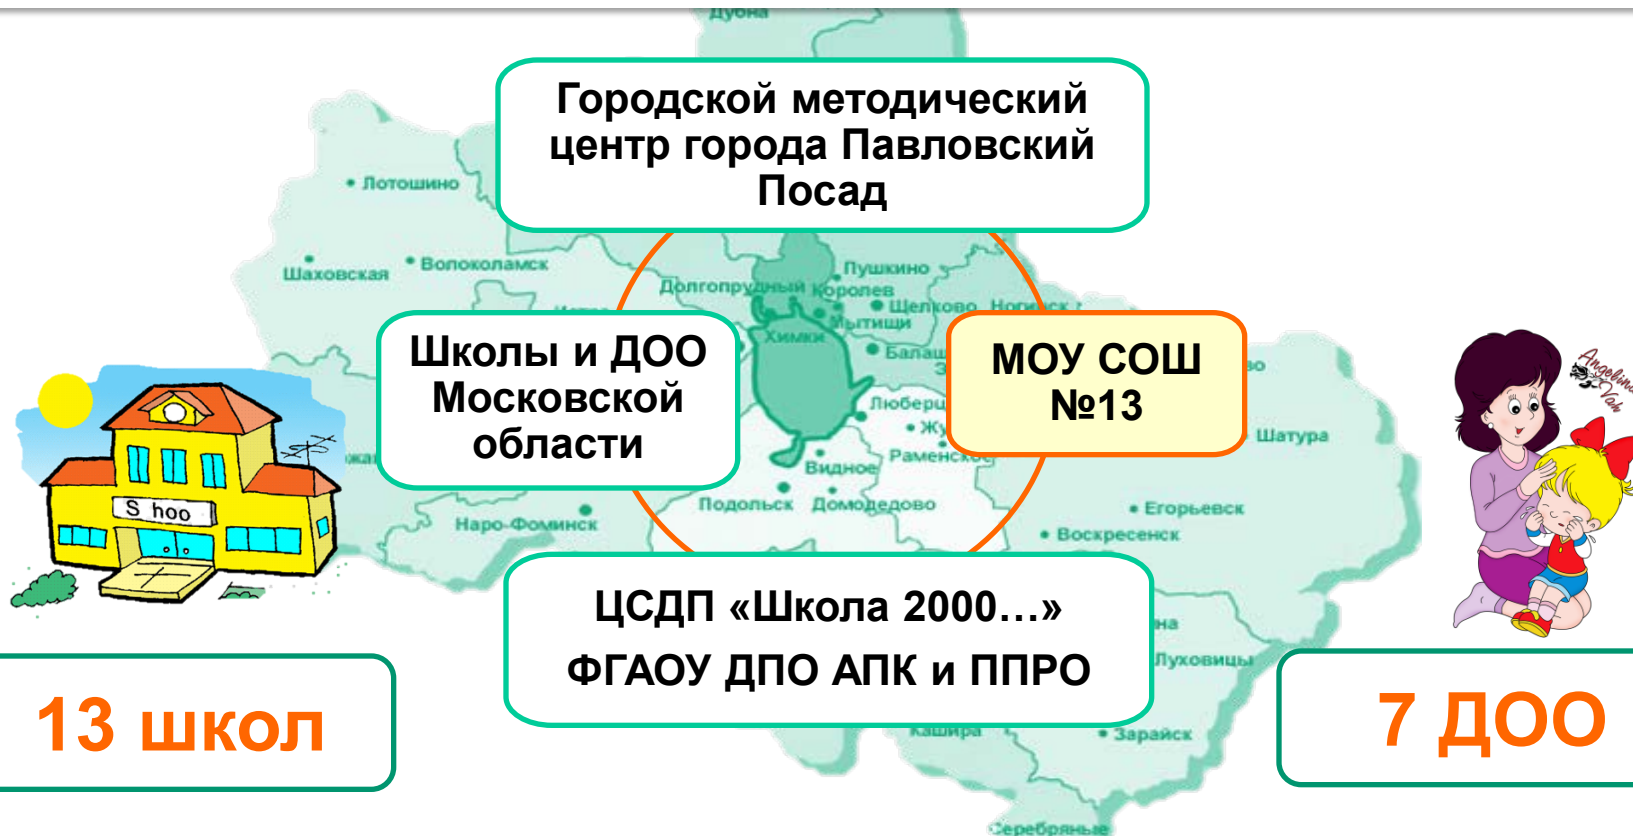 Дубна
Городской методический
центр города Павловский
Посад
Лотошино
Шаховская
Волоколамск
Пушкино
Долгопрудный
Королев
Щелково
Ногинск
Мытищи
Химки
Школы и ДОО
Московской
области
МОУ СОШ
№13
Шатура
Видное
Раменское
Подольск
Домодедово
Егорьевск
Наро-Фоминск
Воскресенск
S hoo
ЦСДП «Школа 2000…»
ФГАОУ ДПО АПК и ППРО
Луховицы
13 школ
7 ДОО
Кашира
Зарайск
Серебряные